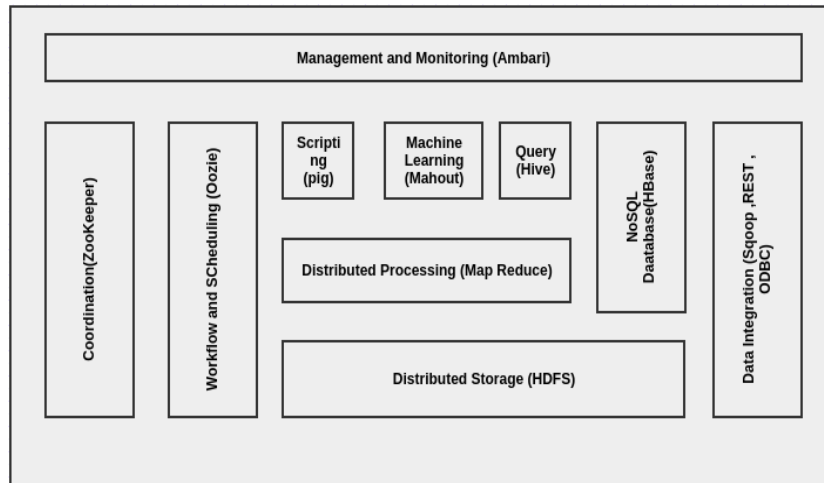 Management and Monitoring (Ambari)
Coordination(ZooKeeper)
Workflow and SCheduling (Oozie)
Scripti
ng
(pig)
Machine
Learning
(Mahout)
Query
(Hive)
NoSQL
Daatabase(HBase)
Data Integration (Sqoop ,REST ,
ODBC)
Distributed Processing (Map Reduce)
Distributed Storage (HDFS)